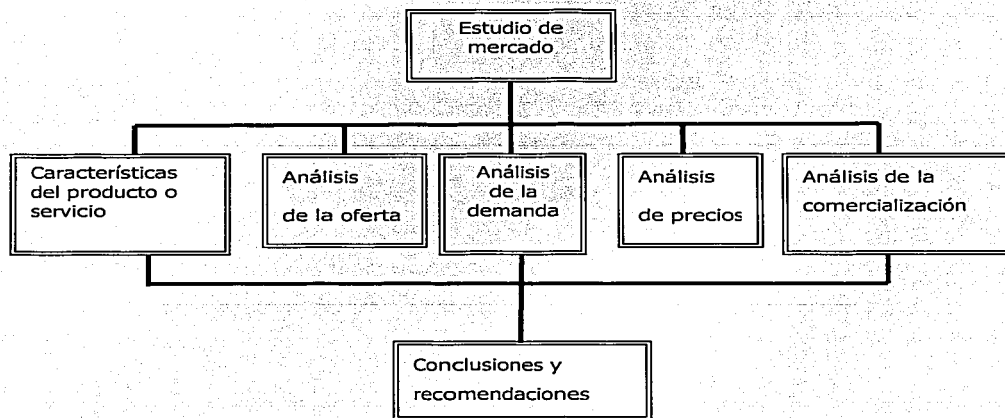 Estudio de
mercado
Características
del producto o
servicio
Análisis
de la oferta
Análisis
de la
demanda
Análisis
de precios
Análisis de la
comercialización
Conclusiones y
recomendaciones